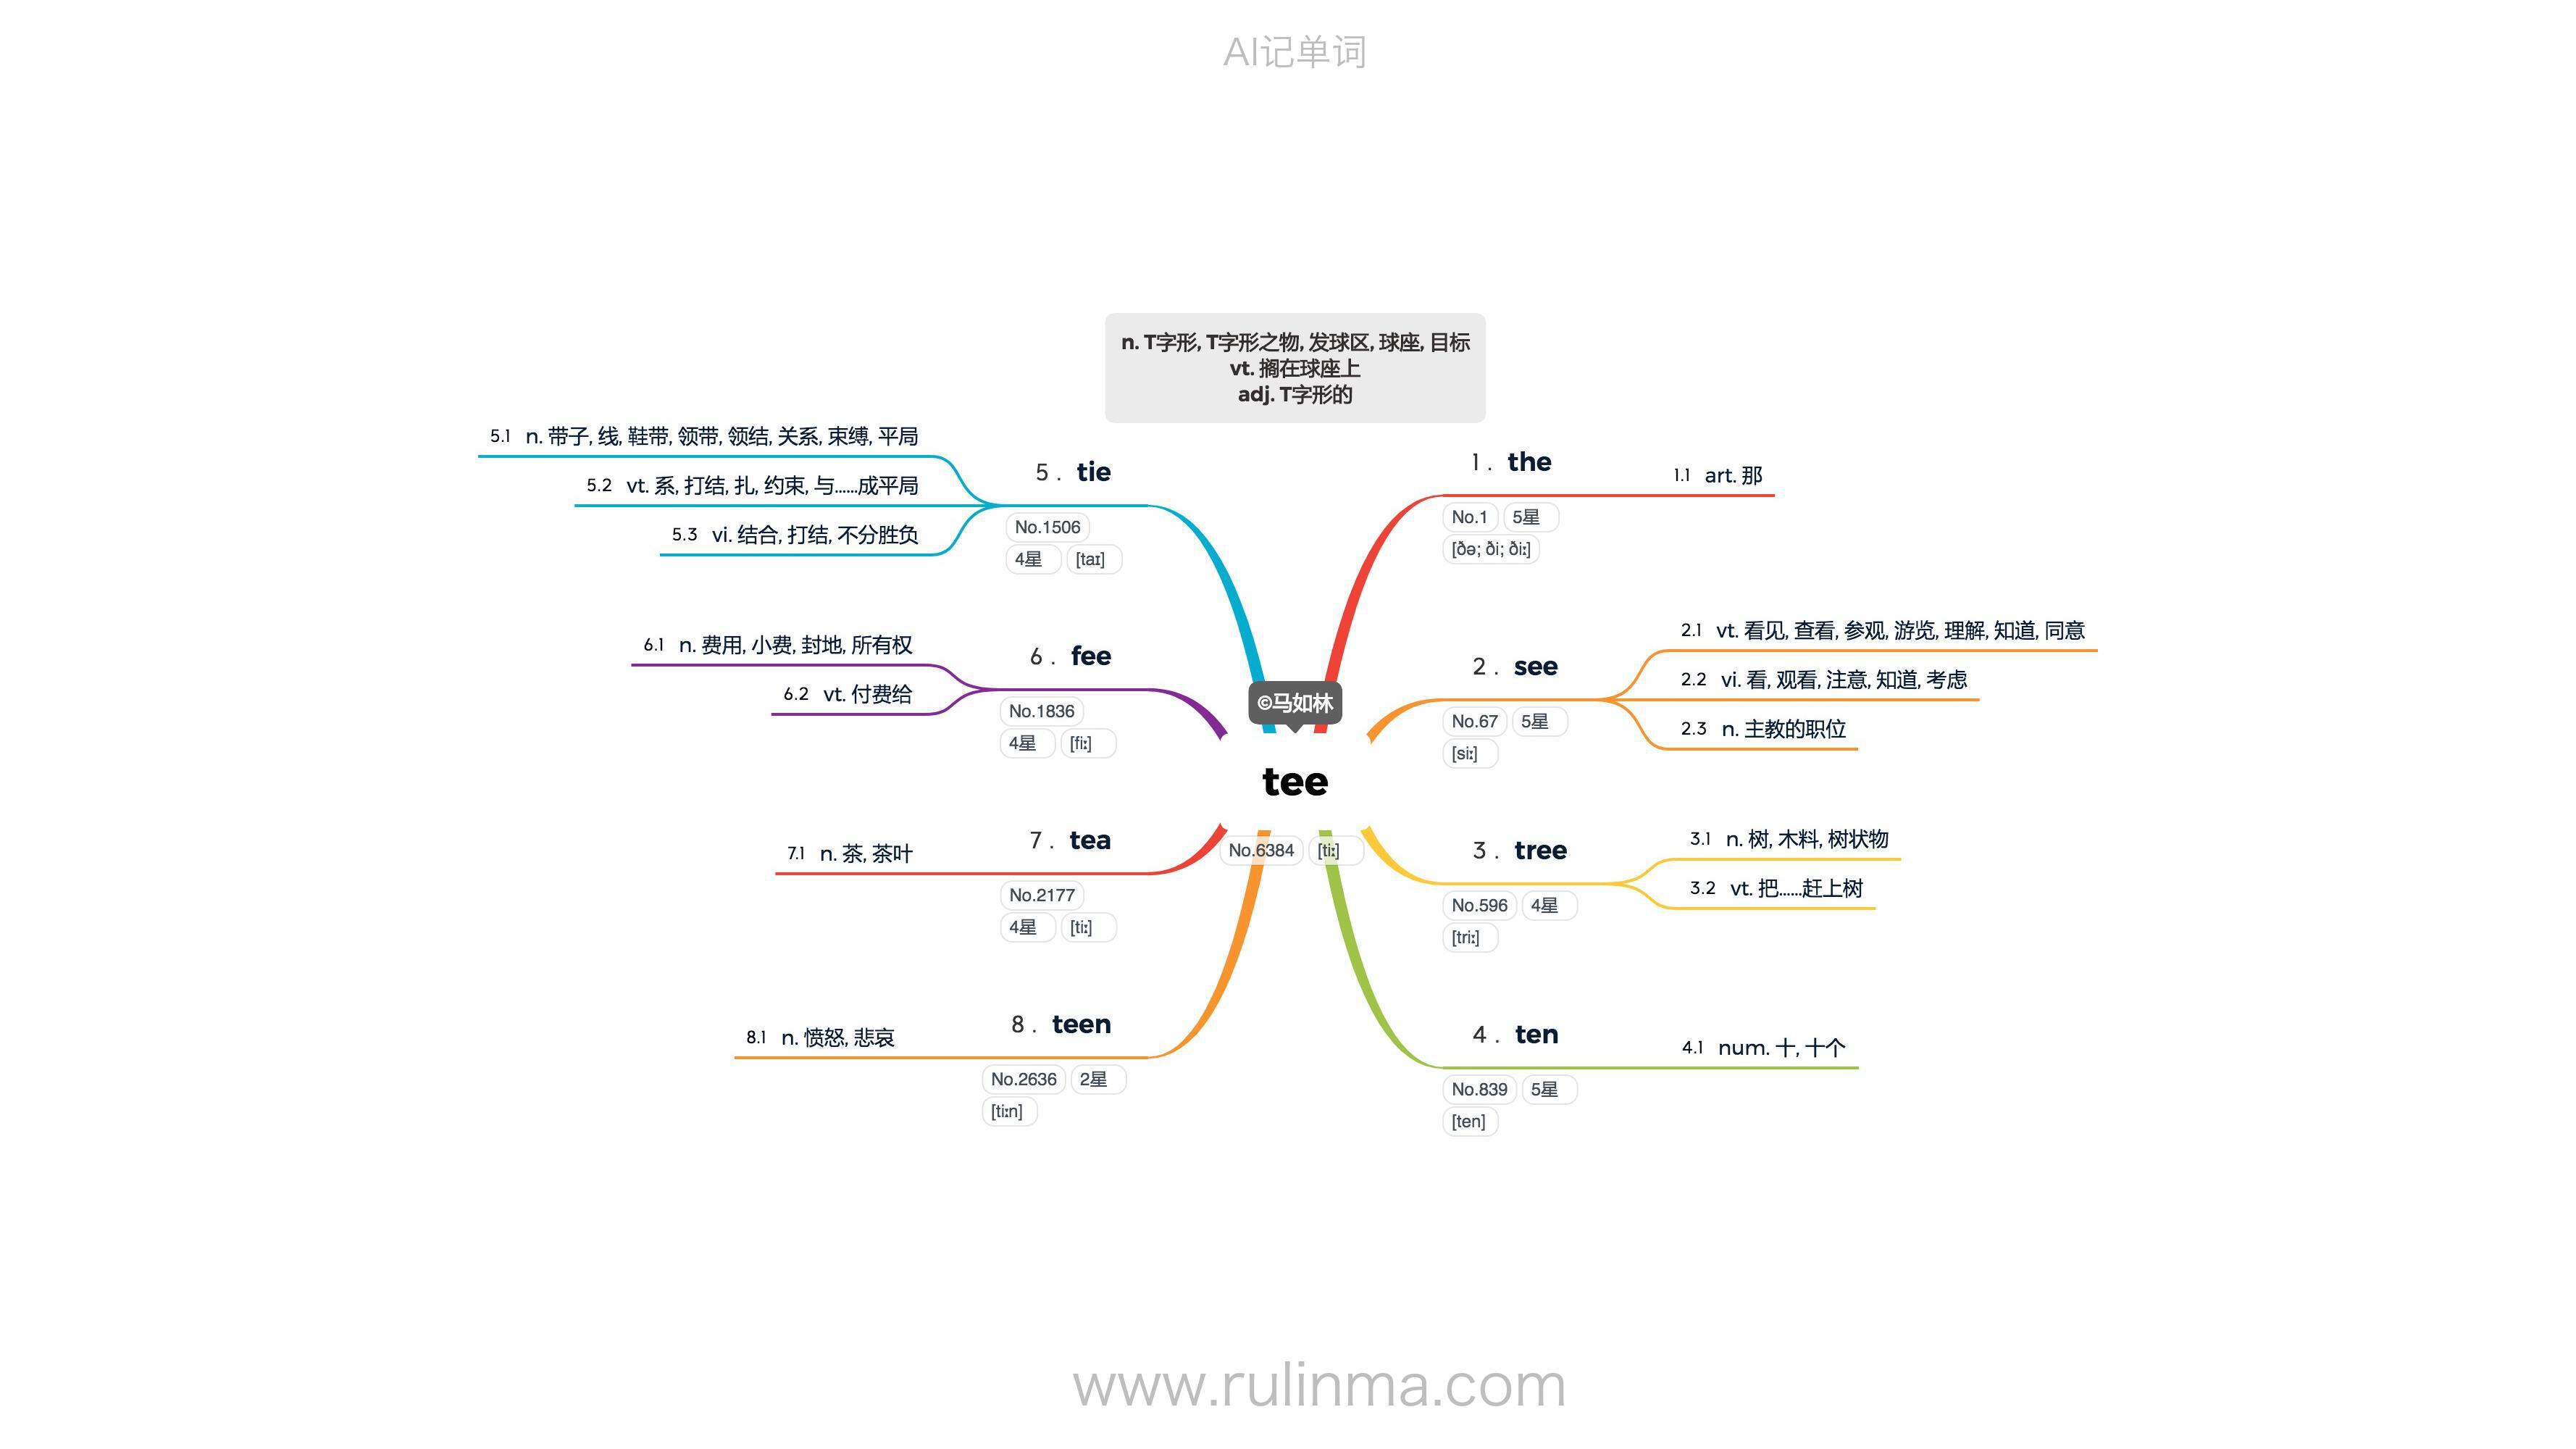 AI记单词
n. T字形, T字形之物, 发球区, 球座, 目标
vt. 搁在球座上
adj. T字形的
©马如林
tee
No.6384 [tiː]
1 . the
No.1 5星
[ðə; ði; ðiː]
1.1 art. 那
2 . see
No.67 5星
[siː]
2.1 vt. 看见, 查看, 参观, 游览, 理解, 知道, 同意
2.2 vi. 看, 观看, 注意, 知道, 考虑
2.3 n. 主教的职位
3 . tree
No.596 4星
[triː]
3.1 n. 树, 木料, 树状物
3.2 vt. 把……赶上树
4 . ten
No.839 5星
[ten]
4.1 num. 十, 十个
5 . tie
No.1506
4星 [taɪ]
5.1 n. 带子, 线, 鞋带, 领带, 领结, 关系, 束缚, 平局
5.2 vt. 系, 打结, 扎, 约束, 与……成平局
5.3 vi. 结合, 打结, 不分胜负
6 . fee
No.1836
4星 [fiː]
6.1 n. 费用, 小费, 封地, 所有权
6.2 vt. 付费给
7 . tea
No.2177
4星 [tiː]
7.1 n. 茶, 茶叶
8 . teen
No.2636 2星
[tiːn]
8.1 n. 愤怒, 悲哀
www.rulinma.com